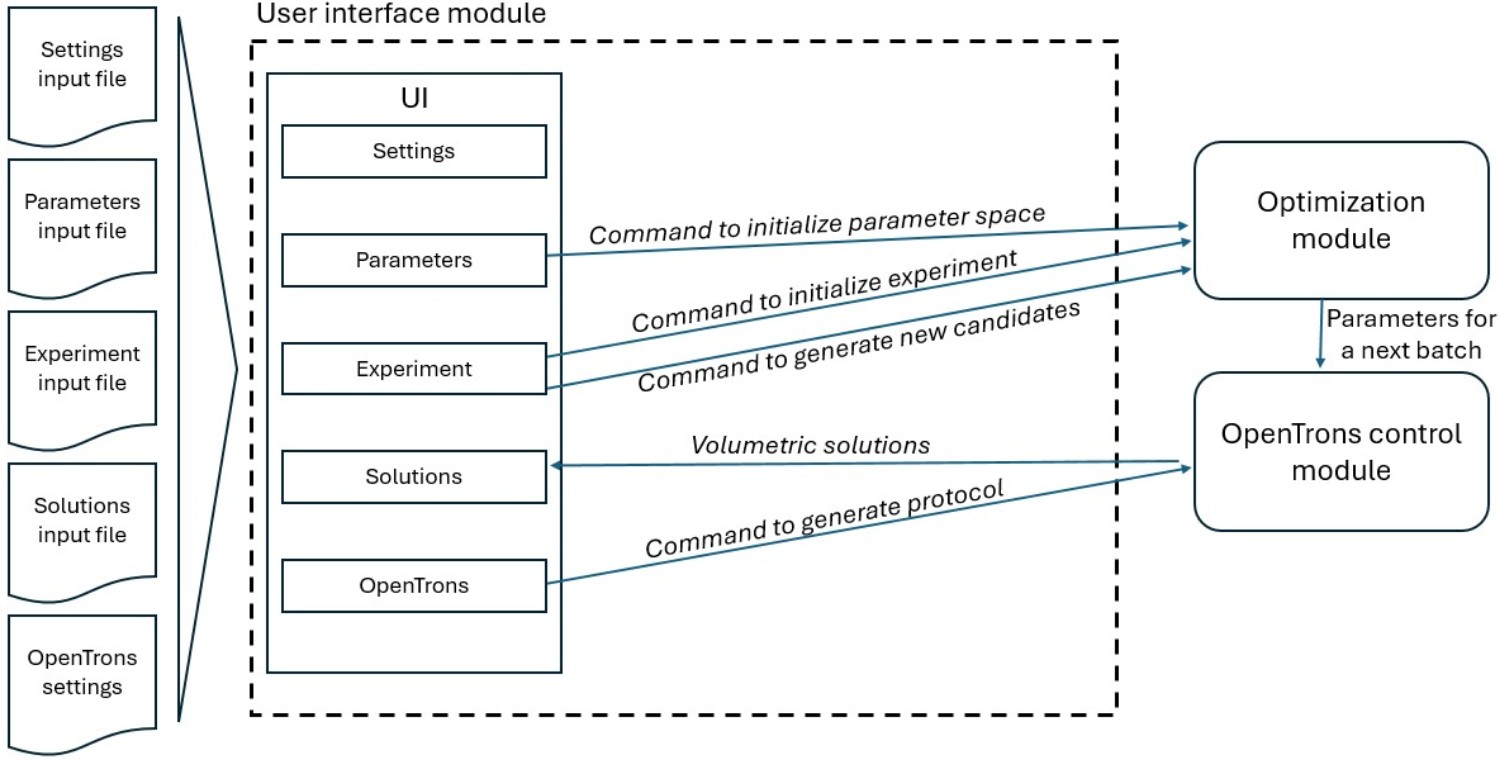 User interface module
Settings
input file
Parameters
input file
Experiment
input file
Solutions
input file
OpenTrons
settings
UI
Settings
Parameters
Experiment
Solutions
OpenTrons
Command to initialize parameter space
Command to initialize experiment
Command to generate new candidates
Volumetric solutions
Command to generate protocol
Optimization
module
Parameters for
a next batch
OpenTrons control
module